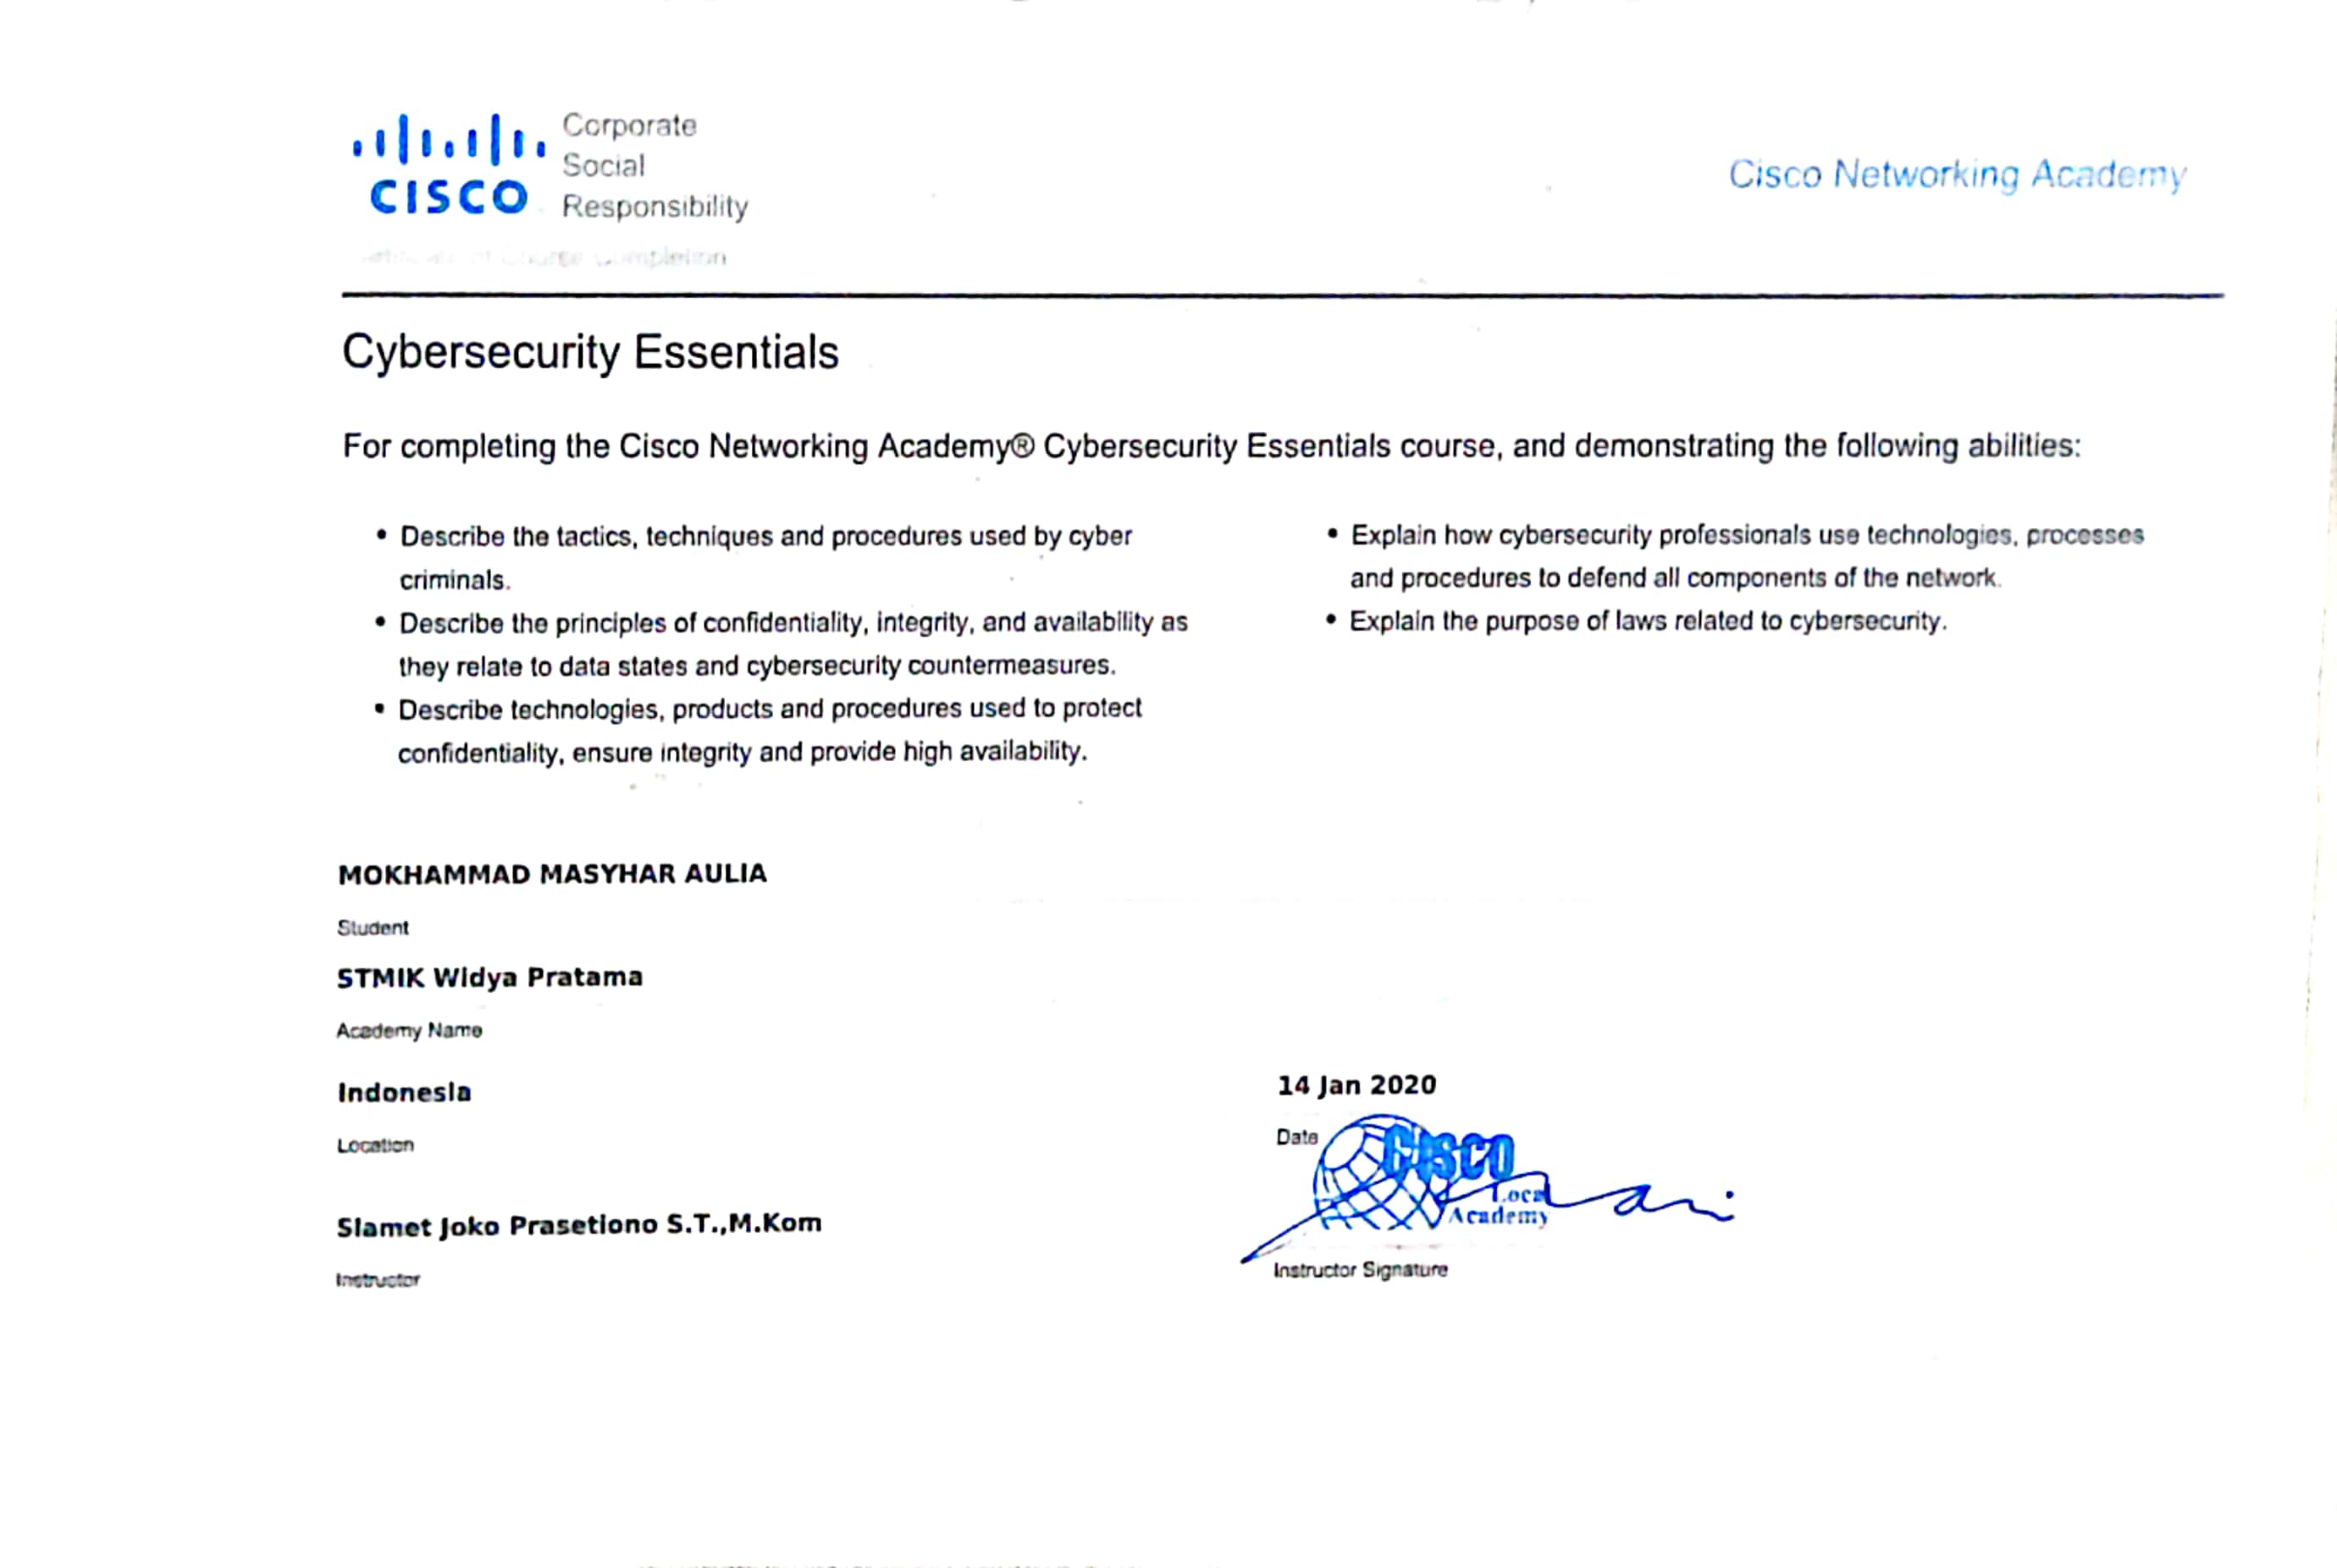 CISCO
Corporate
Social
Responsibility
Cisco Networking Academy
Course Completion
Cybersecurity Essentials
For completing the Cisco Networking Academy® Cybersecurity Essentials course, and demonstrating the following abilities:
• Describe the tactics, techniques and procedures used by cyber
criminals.
• Describe the principles of confidentiality, integrity, and availability as
they relate to data states and cybersecurity countermeasures.
• Describe technologies, products and procedures used to protect
confidentiality, ensure integrity and provide high availability.
• Explain how cybersecurity professionals use technologies, processes
and procedures to defend all components of the network.
• Explain the purpose of laws related to cybersecurity.
MOKHAMMAD MASYHAR AULIA
Student
STMIK Widya Pratama
Academy Name
Indonesia
Location
Slamet Joko Prasetiono S.T.,M.Kom
Instructor
14 Jan 2020
Date
CISCO
Local
Academy
Instructor Signature